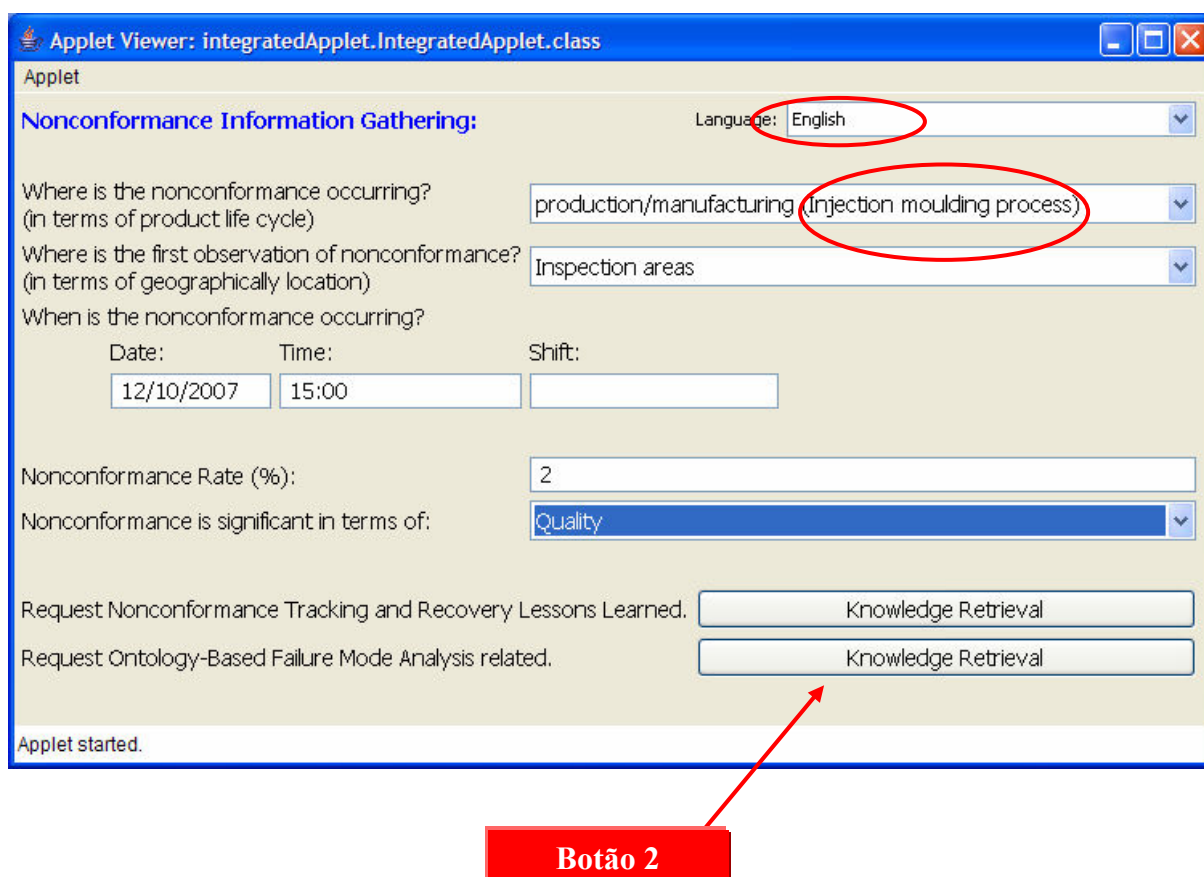 Applet Viewer: integratedApplet.IntegratedApplet.class
Applet
Nonconformance Information Gathering:
Language: English
Where is the nonconformance occurring?
(in terms of product life cycle)
production/manufacturing (Injection moulding process)
Where is the first observation of nonconformance?
(in terms of geographically location)
Inspection areas
When is the nonconformance occurring?
Date: Time: Shift:
12/10/2007 15:00
Nonconformance Rate (%): 2
Nonconformance is significant in terms of: Quality
Request Nonconformance Tracking and Recovery Lessons Learned. Knowledge Retrieval
Request Ontology-Based Failure Mode Analysis related. Knowledge Retrieval
Applet started.
Botão 2